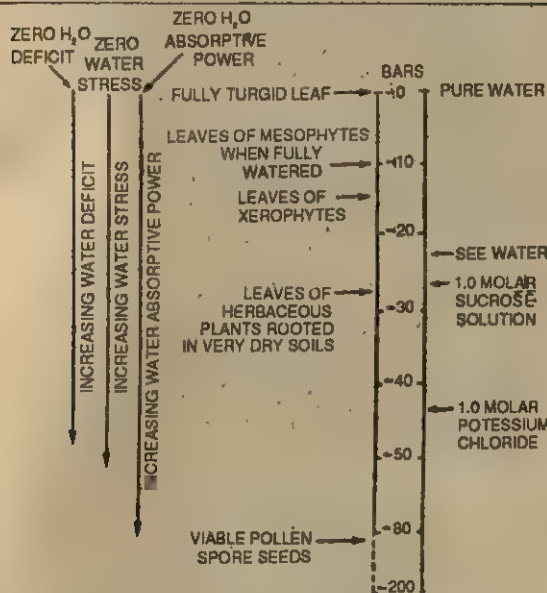 ZERO H₂O
DEFICIT
ZERO
WATER
STRESS
ZERO H₂O
ABSORPTIVE
POWER
INCREASING WATER DEFICIT
INCREASING WATER STRESS
CREASING WATER ABSORPTIVE POWER
BARS
FULLY TURGID LEAF
0
PURE WATER
LEAVES OF MESOPHYTES
WHEN FULLY
WATERED
-10
LEAVES OF
XEROPHYTES
-20
SEE WATER
LEAVES OF
HERBACEOUS
PLANTS ROOTED
IN VERY DRY SOILS
1.0 MOLAR
SUCROSE
SOLUTION
-30
-40
1.0 MOLAR
POTESSIUM
CHLORIDE
-50
VIABLE POLLEN
SPORE SEEDS
-80
-200